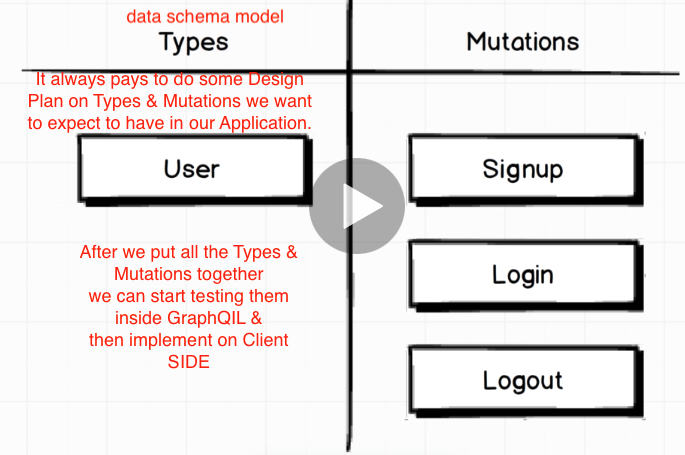 data schema model
Types
Mutations
It always pays to do some Design
Plan on Types & Mutations we want
to expect to have in our Application.
User
Signup
After we put all the Types &
Mutations together
we can start testing them
inside GraphQIL &
then implement on Client
SIDE
Login
Logout